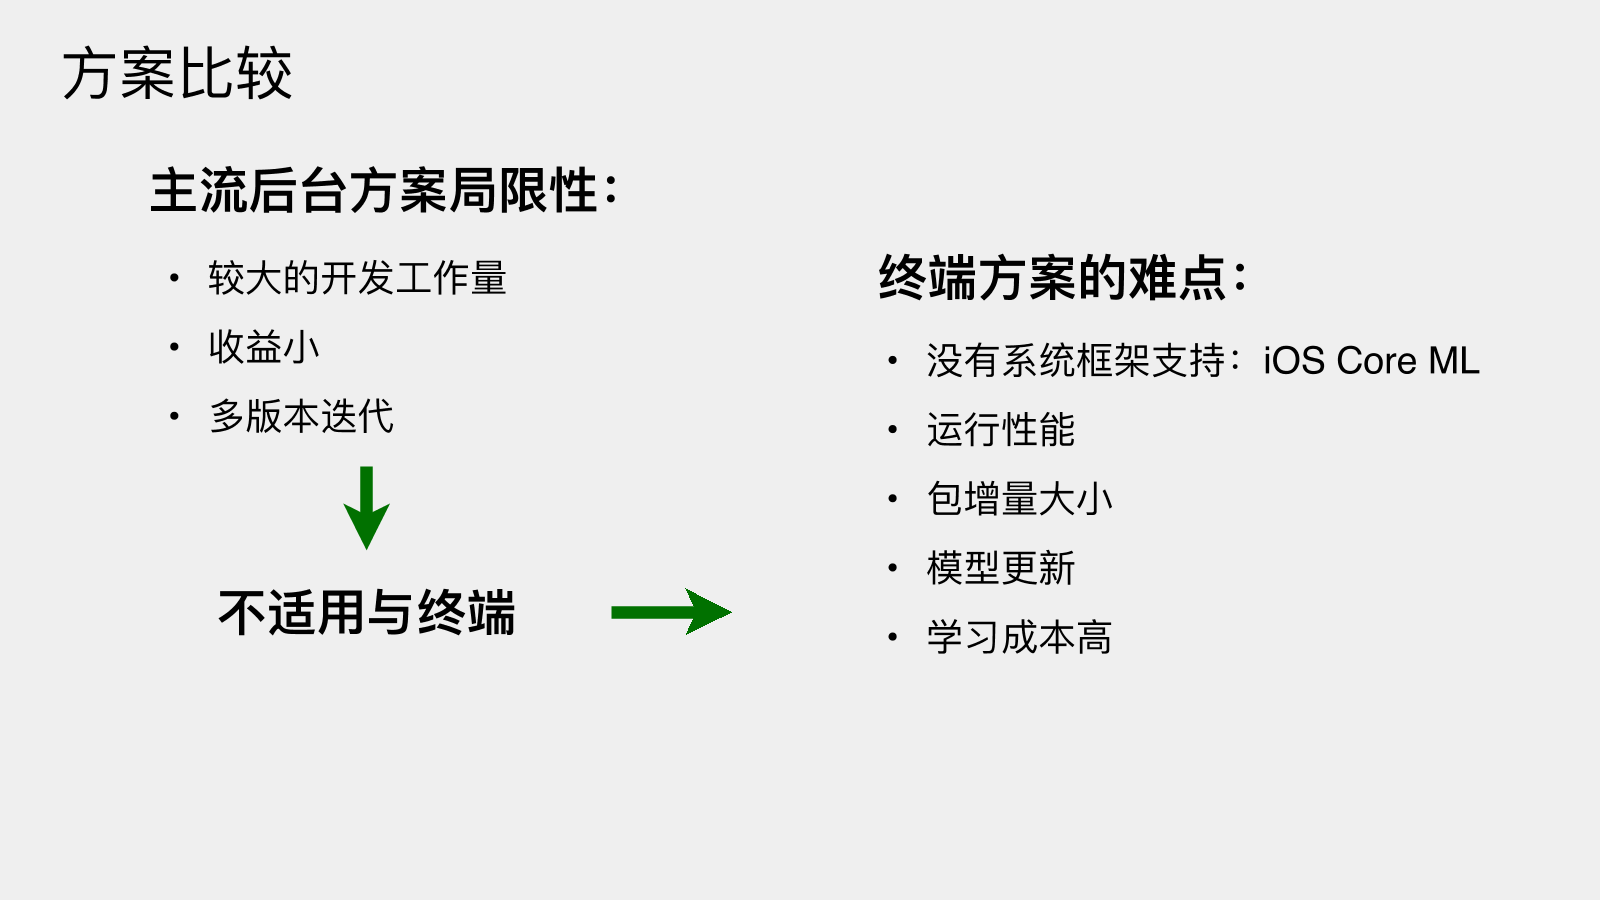 方案比较
主流后台方案局限性：
• 较大的开发工作量
• 收益小
• 多版本迭代
不适用与终端
终端方案的难点：
• 没有系统框架支持：iOS Core ML
• 运行性能
• 包增量大小
• 模型更新
• 学习成本高